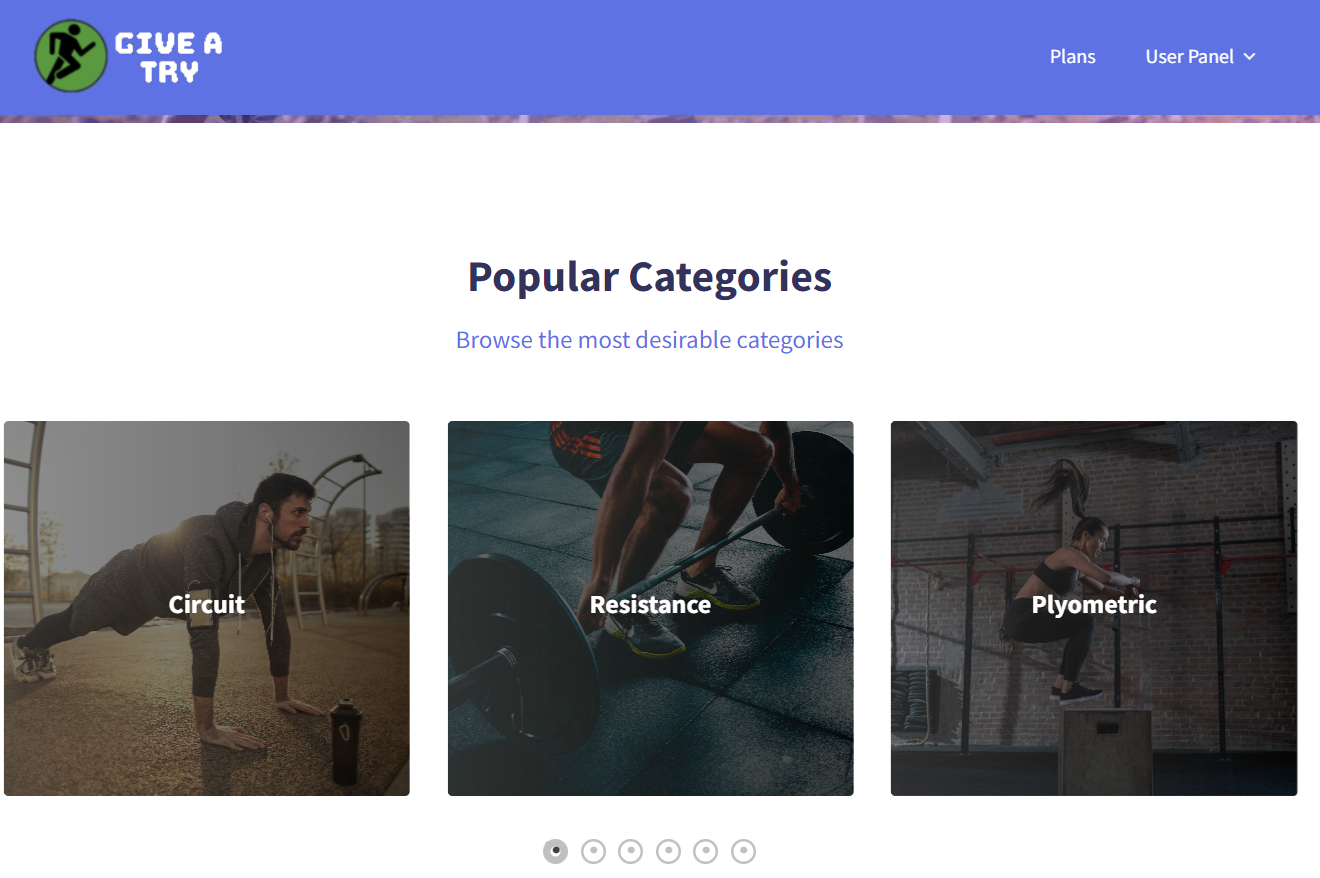 GIVE A
TRY
Plans
User Panel
Popular Categories
Browse the most desirable categories
Circuit
Resistance
Plyometric